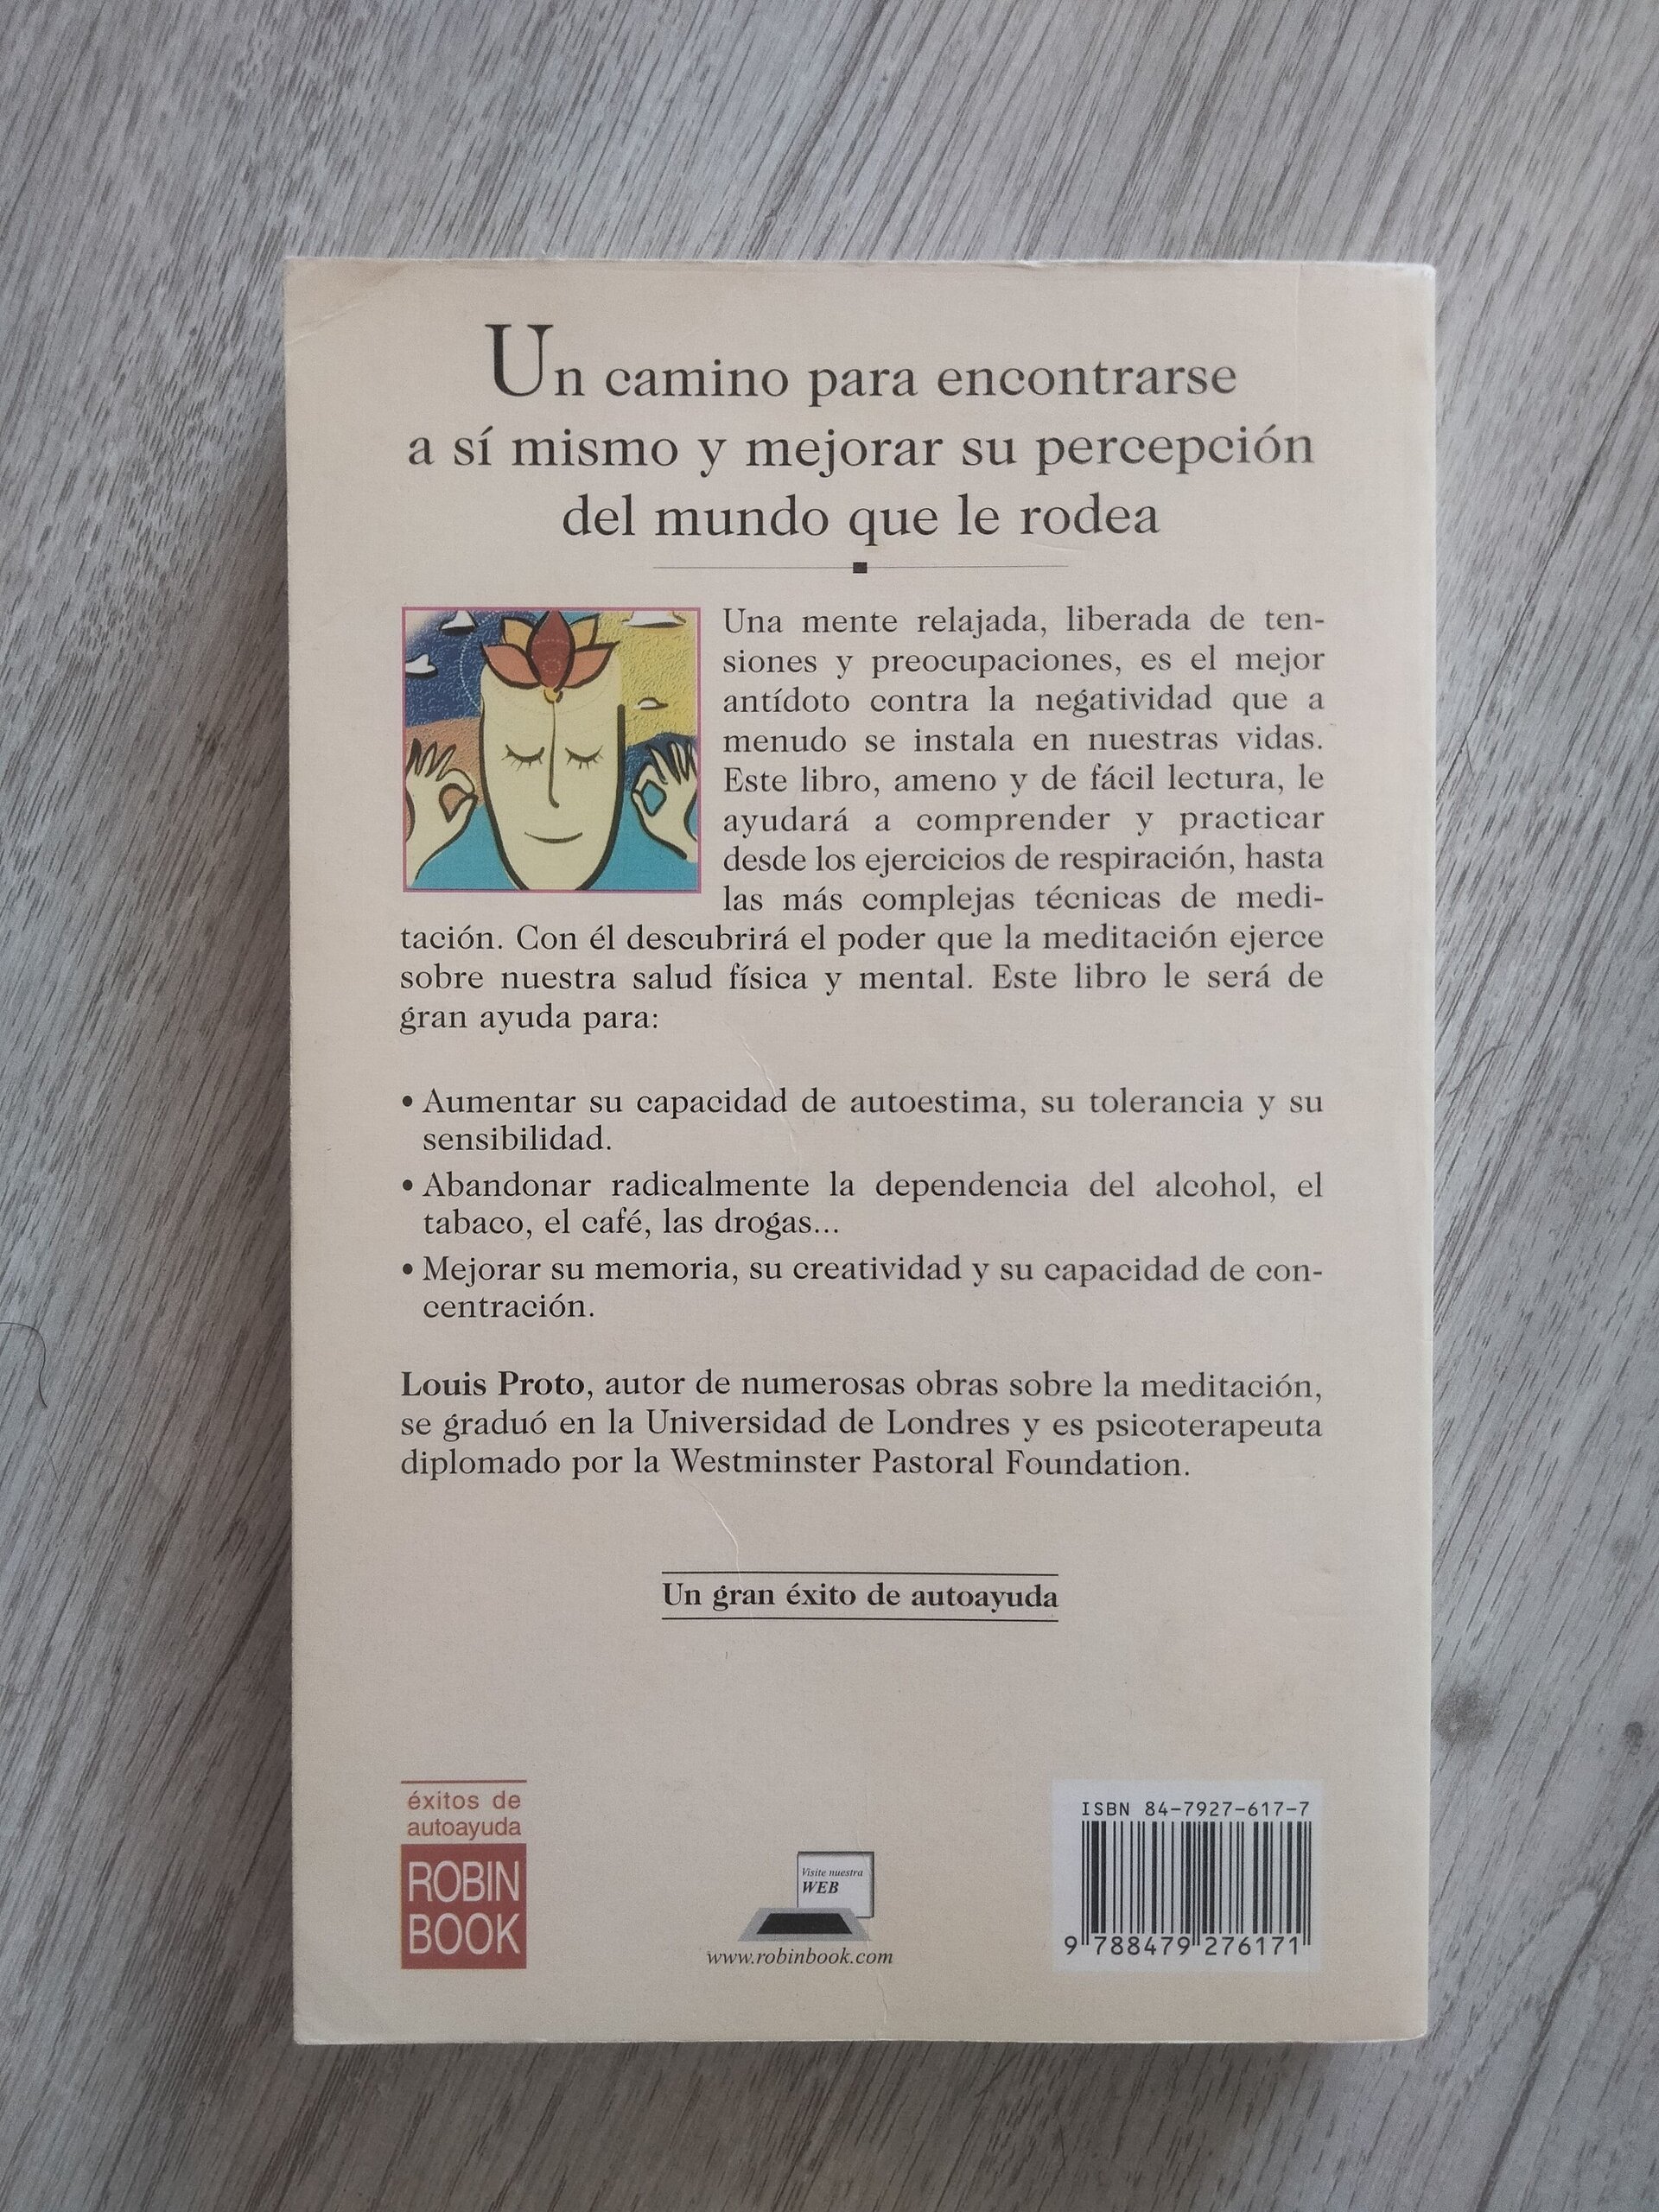 Un camino para encontrarse
a sí mismo y mejorar su percepción
del mundo que le rodea
Una mente relajada, liberada de ten-
siones y preocupaciones, es el mejor
antídoto contra la negatividad que a
menudo se instala en nuestras vidas.
Este libro, ameno y de fácil lectura, le
ayudará a comprender y practicar
desde los ejercicios de respiración, hasta
las más complejas técnicas de medi-
tación. Con él descubrirá el poder que la meditación ejerce
sobre nuestra salud física y mental. Este libro le será de
gran ayuda para:
• Aumentar su capacidad de autoestima, su tolerancia y su
sensibilidad.
• Abandonar radicalmente la dependencia del alcohol, el
tabaco, el café, las drogas...
• Mejorar su memoria, su creatividad y su capacidad de con-
centración.
Louis Proto, autor de numerosas obras sobre la meditación,
se graduó en la Universidad de Londres y es psicoterapeuta
diplomado por la Westminster Pastoral Foundation.
Un gran éxito de autoayuda
éxitos de
autoayuda
ROBIN
BOOK
Visite nuestra
WEB
www.robinbook.com
ISBN 84-7927-617-7
9 788479 276171